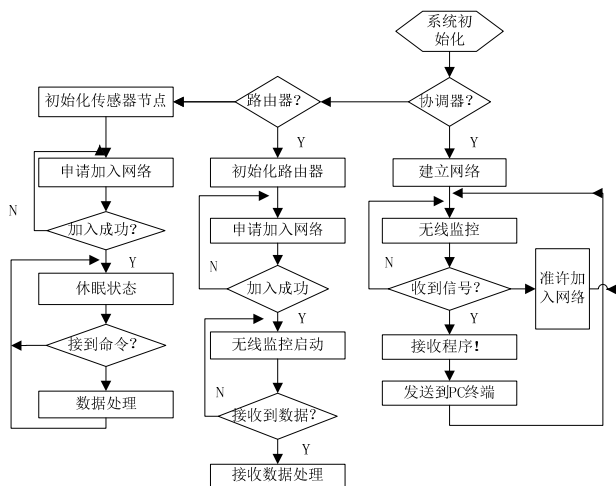 系统初
始化
初始化传感器节点
路由器?
协调器?
Y
Y
申请加入网络
初始化路由器
建立网络
N
加入成功?
申请加入网络
无线监控
Y
N
N
休眠状态
加入成功
收到信号?
准许加
入网络
Y
Y
接到命令?
无线监控启动
接收程序!
数据处理
N
接收到数据?
发送到PC终端
Y
接收数据处理